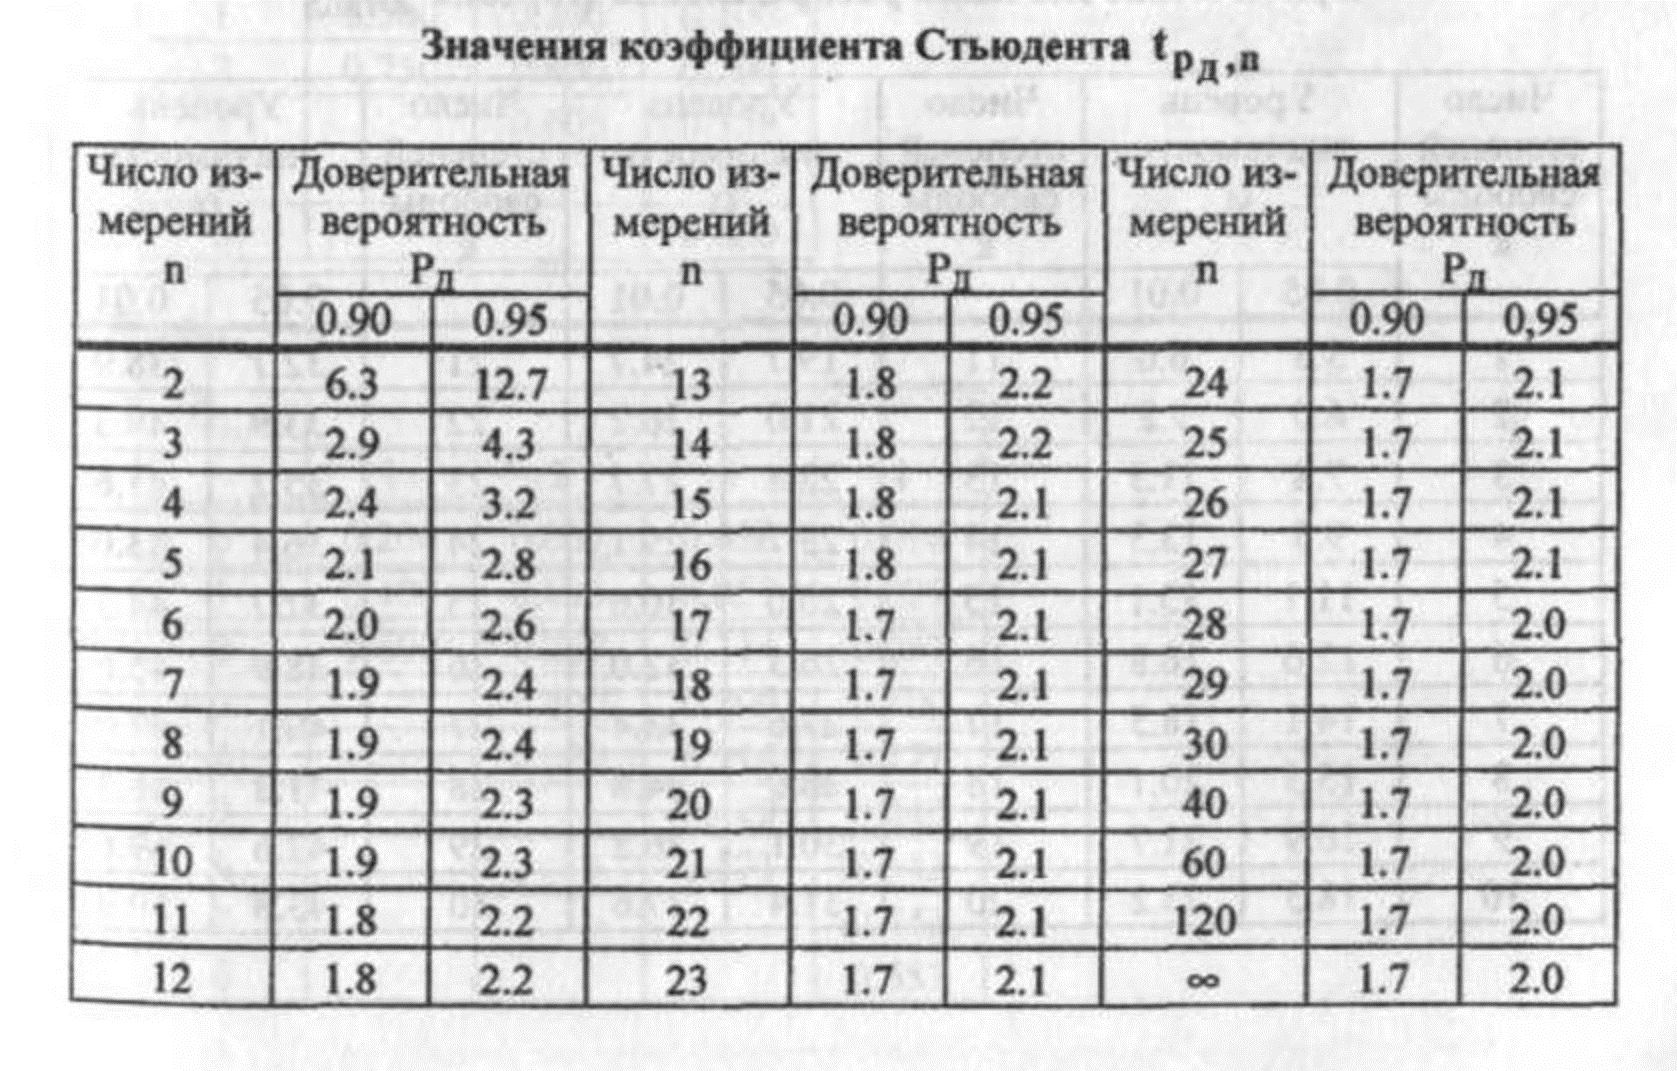 Значения коэффициента Стьюдента t Pд,n
Число из- Доверительная Число из- Доверительная Число из- Доверительная
мерений вероятность мерений вероятность мерений вероятность
n Pд n Pд n Pд
0.90 0.95 0.90 0.95 0.90 0,95
2 6.3 12.7 13 1.8 2.2 24 1.7 2.1
3 2.9 4.3 14 1.8 2.2 25 1.7 2.1
4 2.4 3.2 15 1.8 2.1 26 1.7 2.1
5 2.1 2.8 16 1.8 2.1 27 1.7 2.1
6 2.0 2.6 17 1.7 2.1 28 1.7 2.0
7 1.9 2.4 18 1.7 2.1 29 1.7 2.0
8 1.9 2.4 19 1.7 2.1 30 1.7 2.0
9 1.9 2.3 20 1.7 2.1 40 1.7 2.0
10 1.9 2.3 21 1.7 2.1 60 1.7 2.0
11 1.8 2.2 22 1.7 2.1 120 1.7 2.0
12 1.8 2.2 23 1.7 2.1 ∞ 1.7 2.0